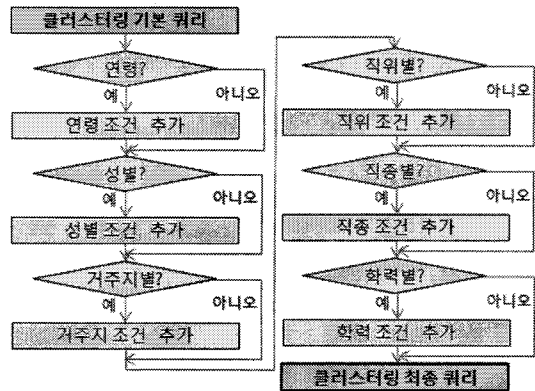 클러스터링 기본 쿼리
연령?
예
아니오
연령 조건 추가
성별?
예
아니오
성별 조건 추가
거주지별?
예
아니오
거주지 조건 추가
직위별?
예
아니오
직위 조건 추가
직종별?
예
아니오
직종 조건 추가
학력별?
예
아니오
학력 조건 추가
클러스터링 최종 쿼리